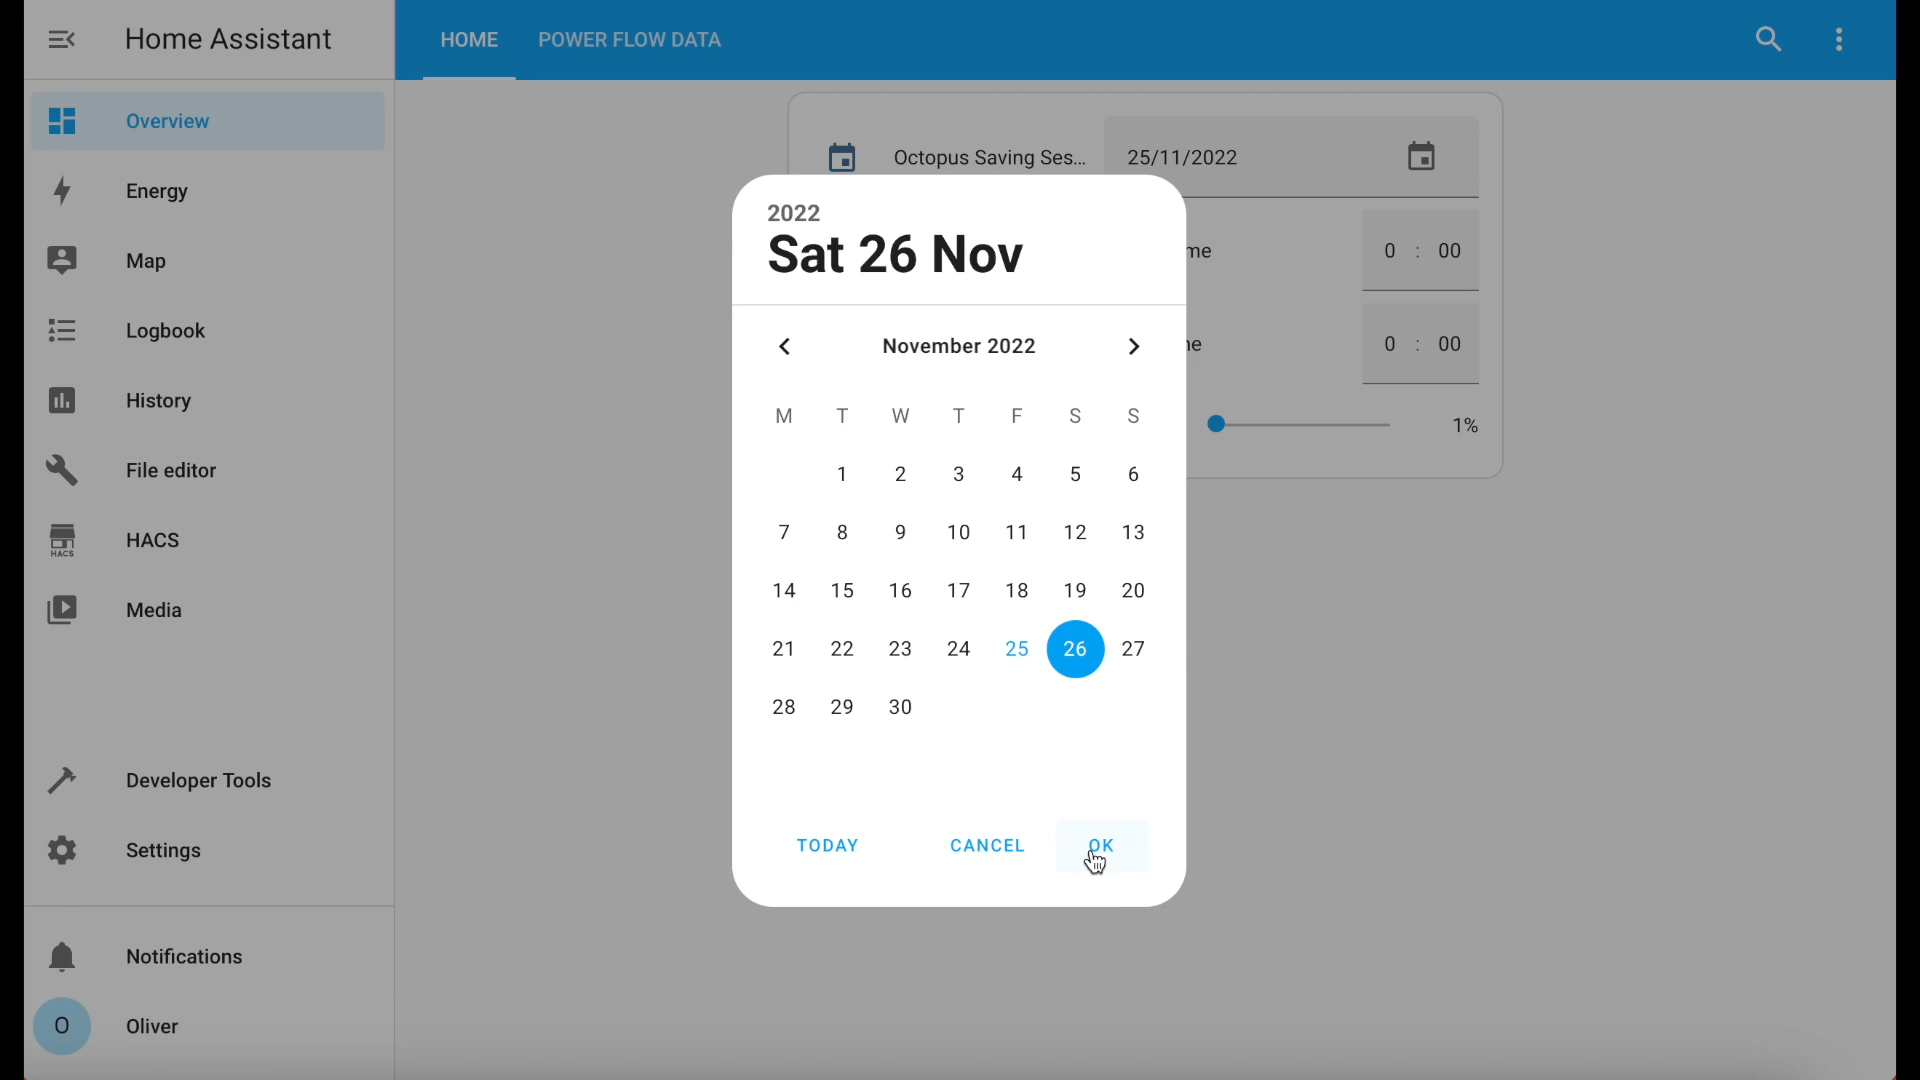 Home Assistant
HOME
POWER FLOW DATA
Overview
Energy
Map
Logbook
History
File editor
HACS
HACS
Media
Developer Tools
Settings
Notifications
O
Oliver
Octopus Saving Ses...
25/11/2022
me
0 : 00
ne
0 : 00
1%
2022
Sat 26 Nov
November 2022
M T W T F S S
1 2 3 4 5 6
7 8 9 10 11 12 13
14 15 16 17 18 19 20
21 22 23 24 25 26 27
28 29 30
TODAY
CANCEL
OK